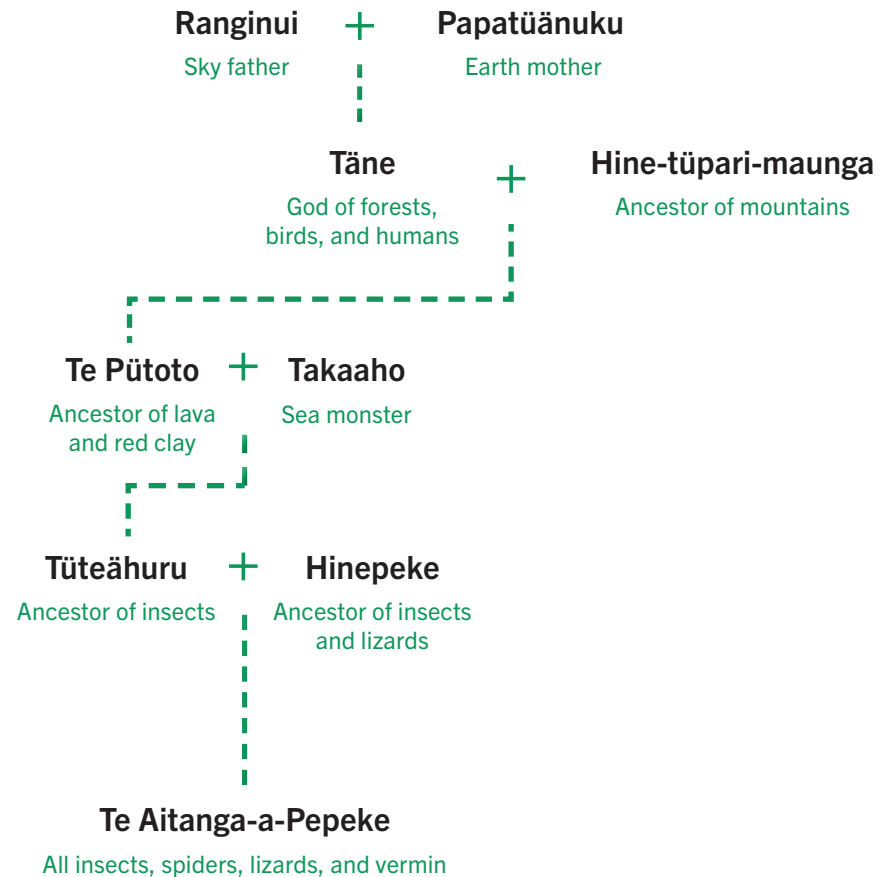 Ranginui + Papatüänuku
Sky father Earth mother
Täne + Hine-tüpari-maunga
God of forests, Ancestor of mountains
birds, and humans
Te Pütoto + Takaaho
Ancestor of lava Sea monster
and red clay
Tüteähuru + Hinepeke
Ancestor of insects Ancestor of insects
and lizards
Te Aitanga-a-Pepeke
All insects, spiders, lizards, and vermin